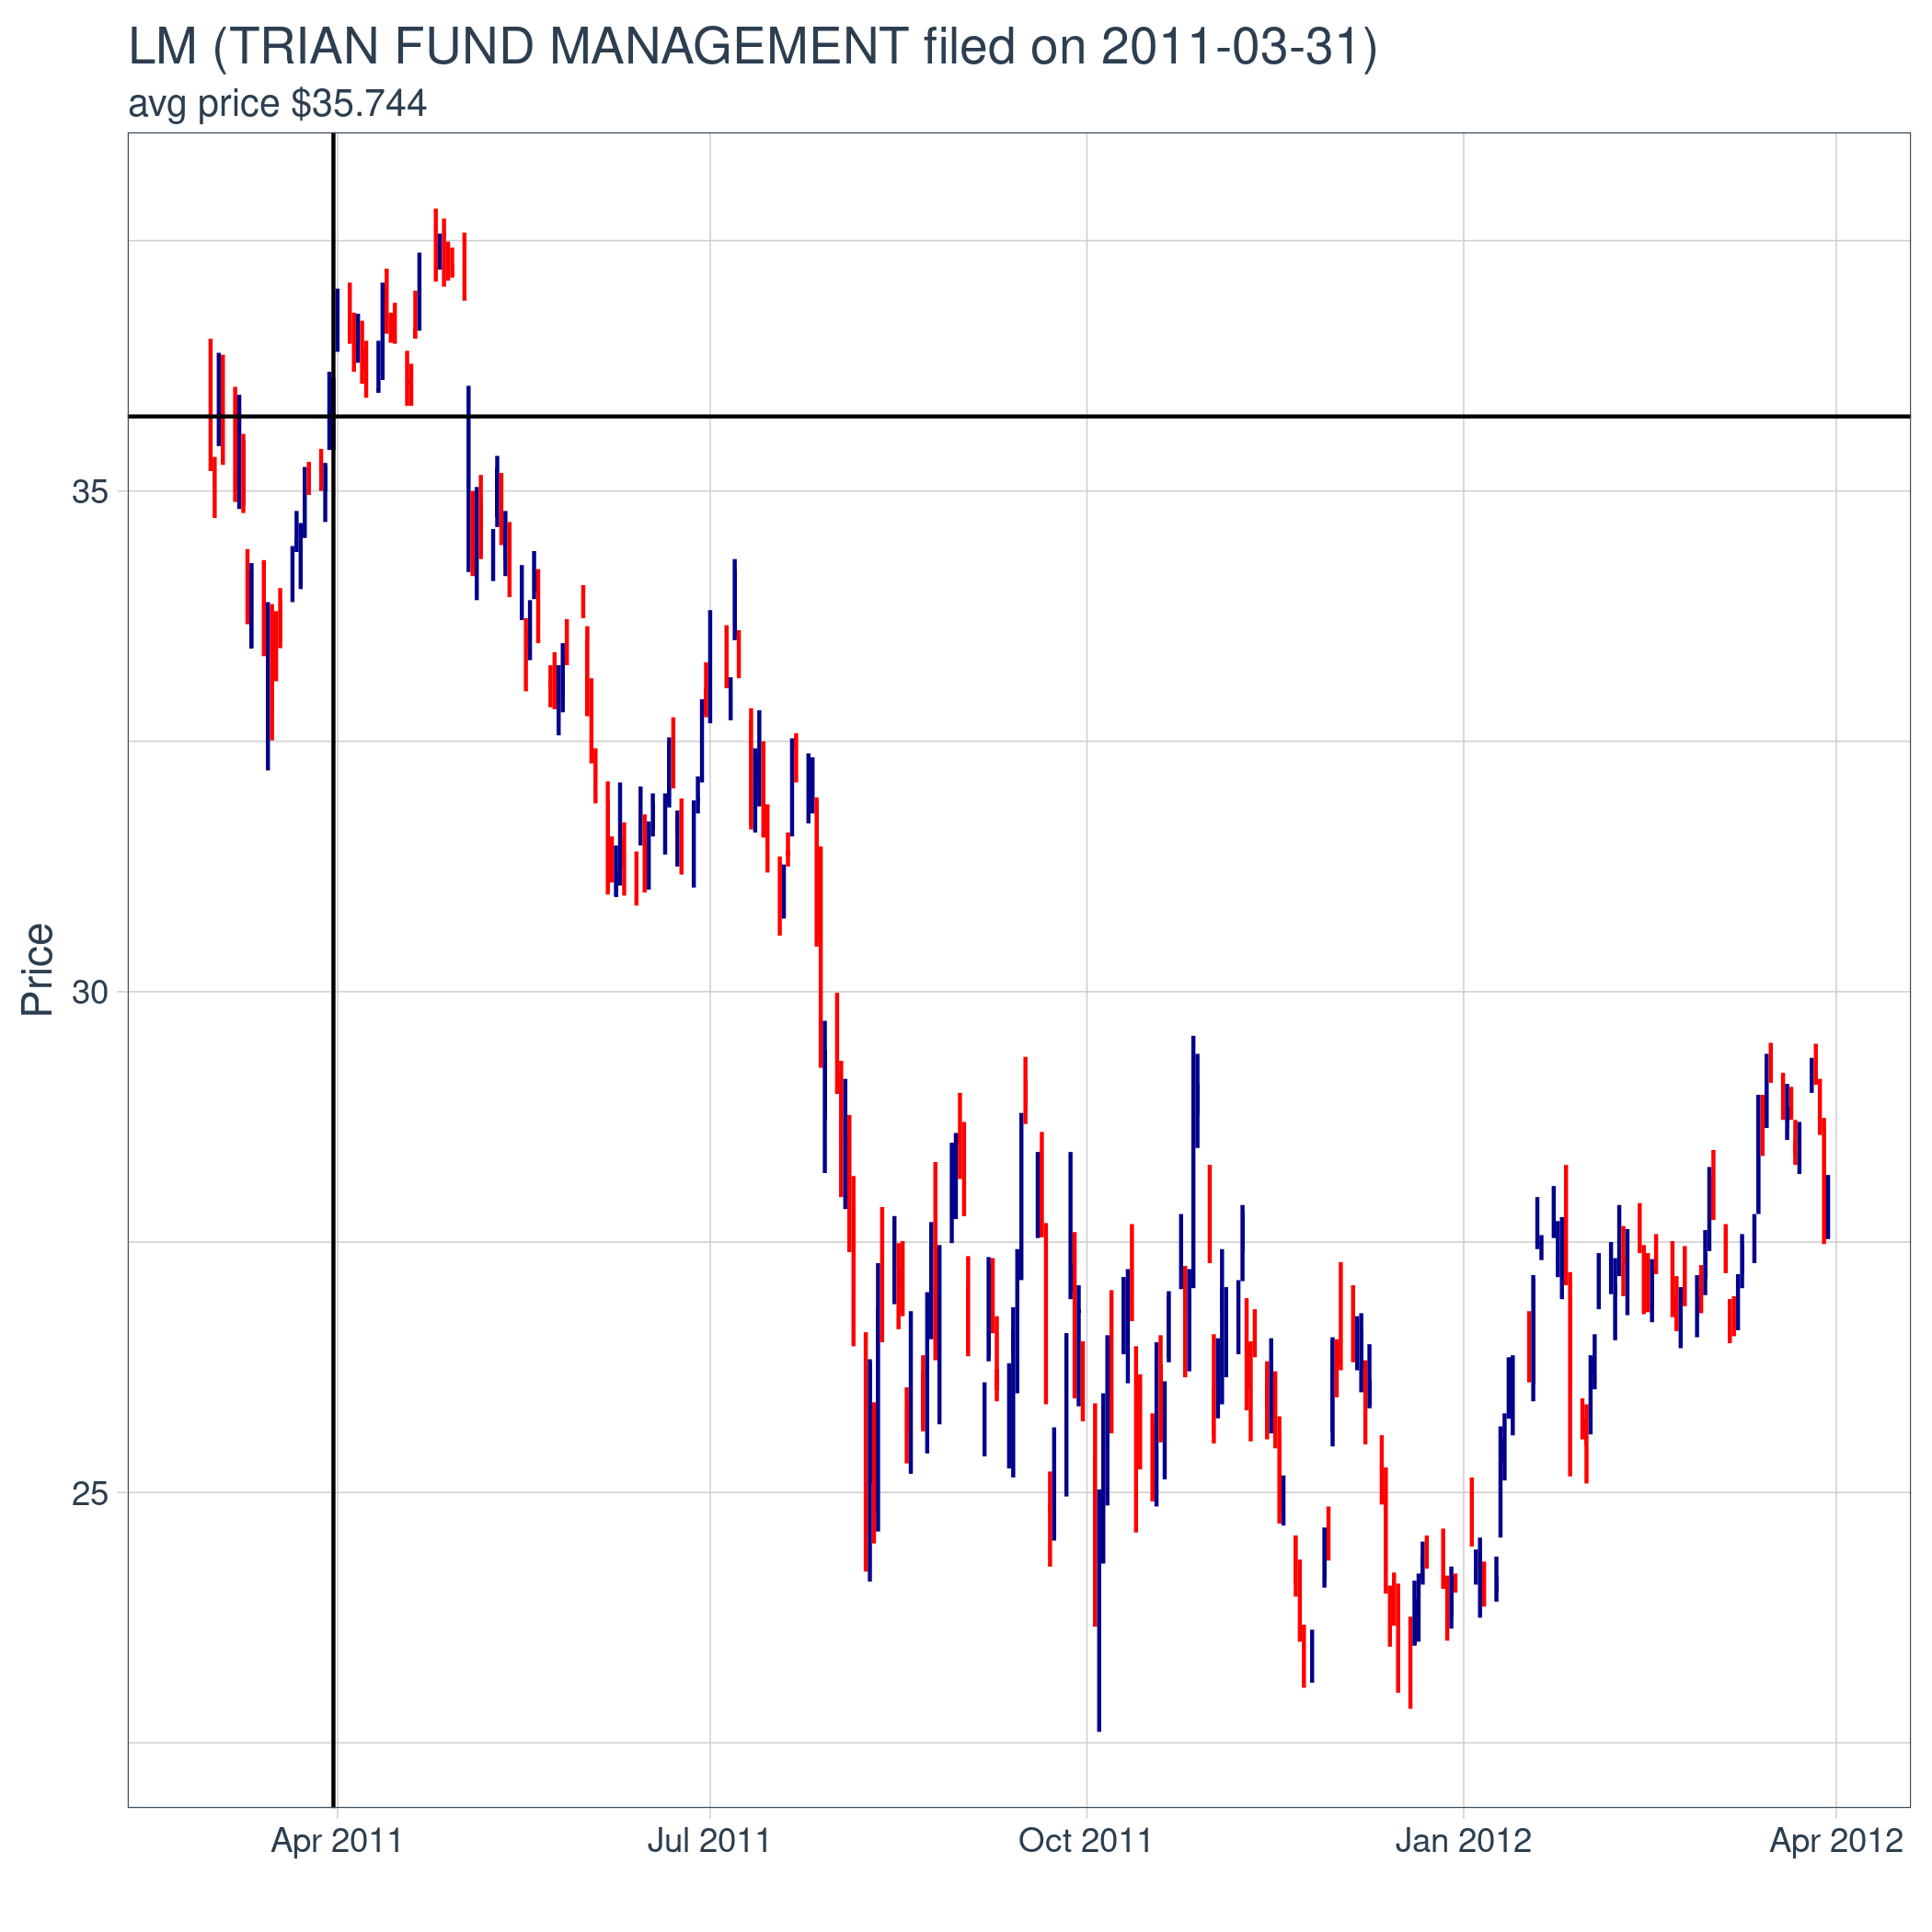 LM (TRIAN FUND MANAGEMENT filed on 2011-03-31)
avg price $35.744
Price
35
30
25
Apr 2011
Jul 2011
Oct 2011
Jan 2012
Apr 2012